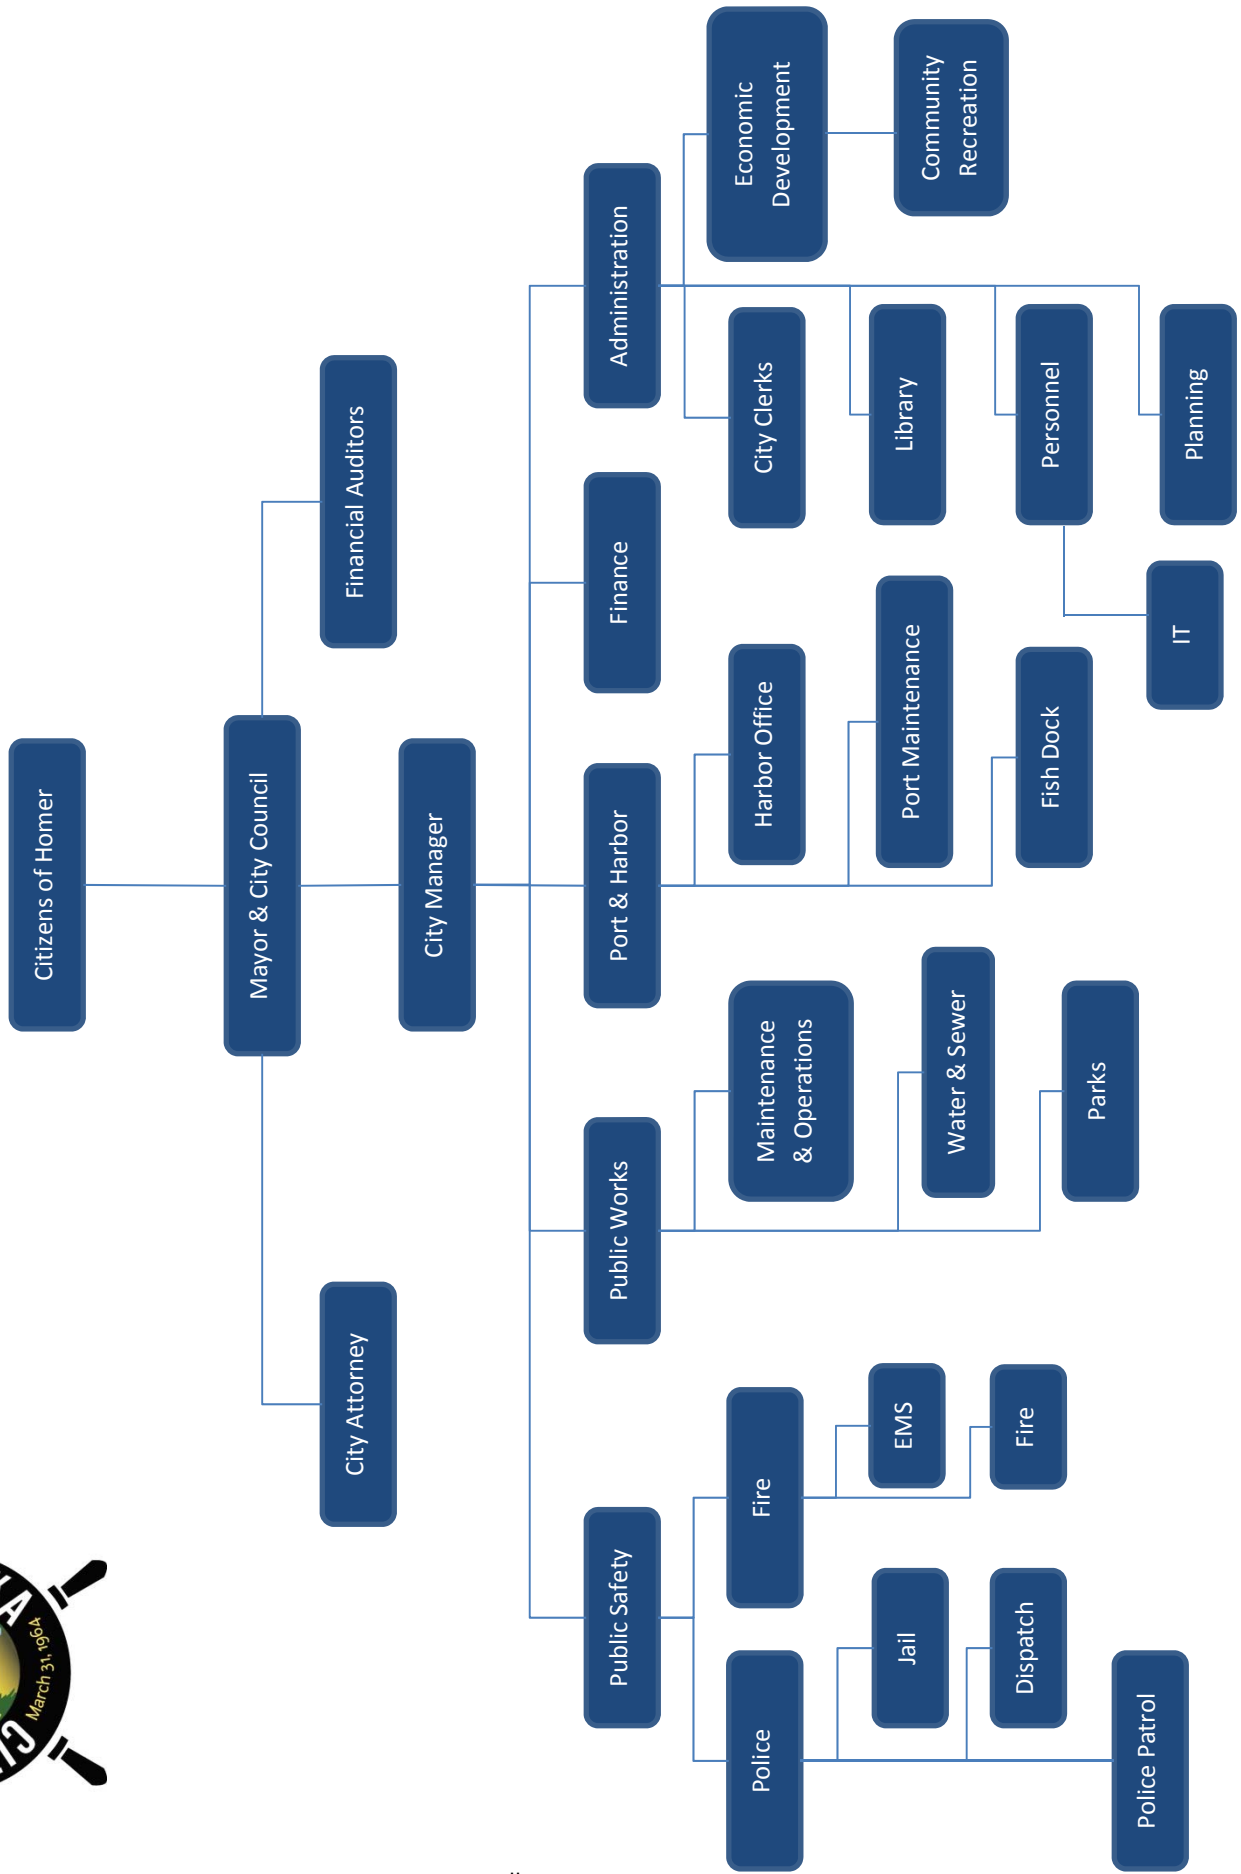 Citizens of Homer
Mayor & City Council
City Attorney
Financial Auditors
City Manager
Public Safety
Public Works
Port & Harbor
Finance
Administration
Police
Fire
Jail
Dispatch
Police Patrol
EMS
Fire
Maintenance
& Operations
Water & Sewer
Parks
Harbor Office
Port Maintenance
Fish Dock
City Clerks
Library
Personnel
IT
Planning
Economic
Development
Community
Recreation
March 31, 1964